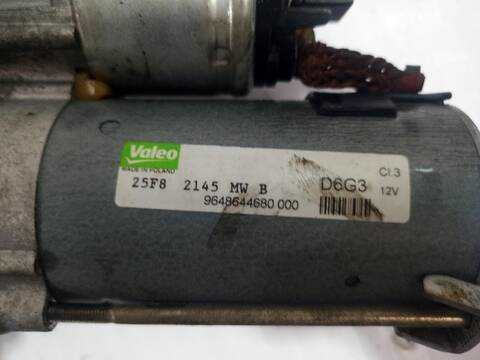 Valeo
MADE IN POLAND
25F8 2145 MW B
9648644680 000
D6G3
Cl.3
12V